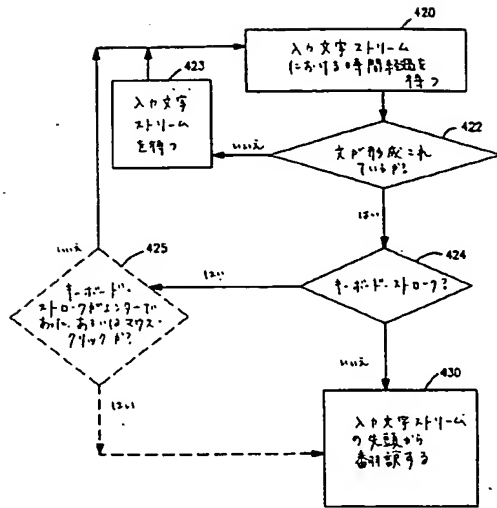 420
入力文字ストリーム
における時間経過を
待つ
423
入力文字
ストリーム
を待つ
422
文が形成これ
ているか?
いいえ
はい
424
キーボード・ストローク?
はい
いいえ
425
キーボード・
ストロークがエンターで
あった、あるいはマウス・
クリックか?
いいえ
はい
430
入力文字ストリーム
の先頭から
翻訳する